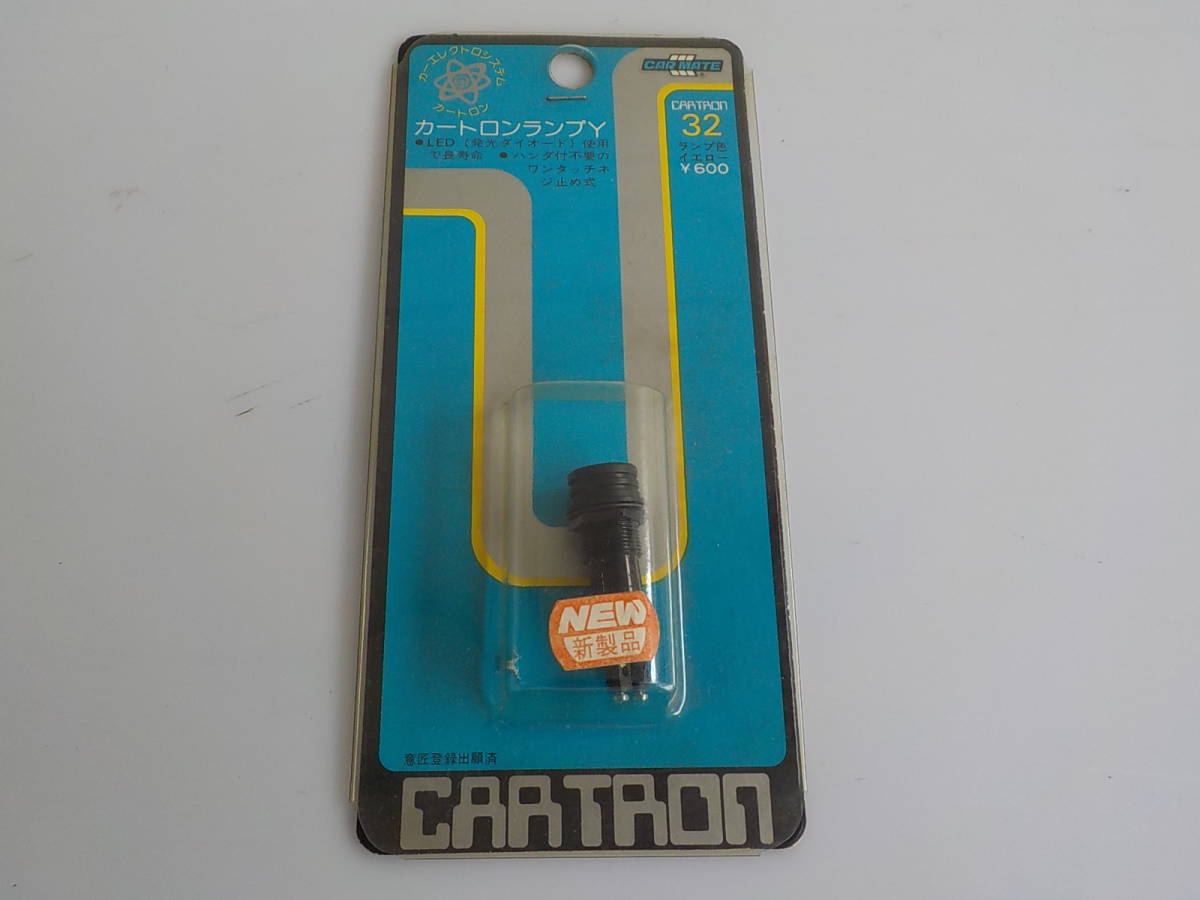 カーエレクトロシステム
カートロン
カートロンランプY
●LED（発光ダイオード）使用
で長寿命 ●ハンダ付不要の
ワンタッチネ
ジ止め式
CAR MATE
CARTRON
32
ランプ色
イエロー
¥600
NEW
新製品
意匠登録出願済
CARTRON